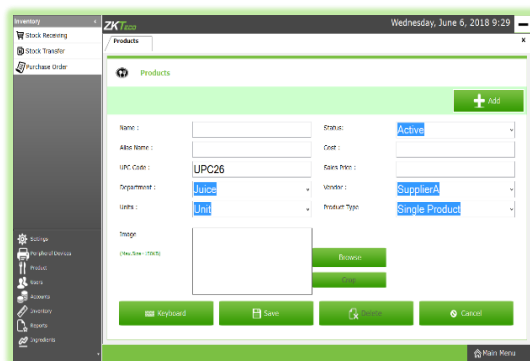 Inventory
Stock Receiving
Stock Transfer
Purchase Order
ZKTeco
Wednesday, June 6, 2018 9:29
Products
x
Products
Add
Name :
Status:
Active
Alias Name :
Cost :
UPC Code :
UPC26
Sales Price :
Department :
Juice
Vendor :
SupplierA
Units :
Unit
Product Type
Single Product
Image
Browse
Keyboard
Save
Delete
Cancel
Settings
Peripheral Devices
Product
Users
Accounts
Inventory
Reports
Ingredients
Main Menu